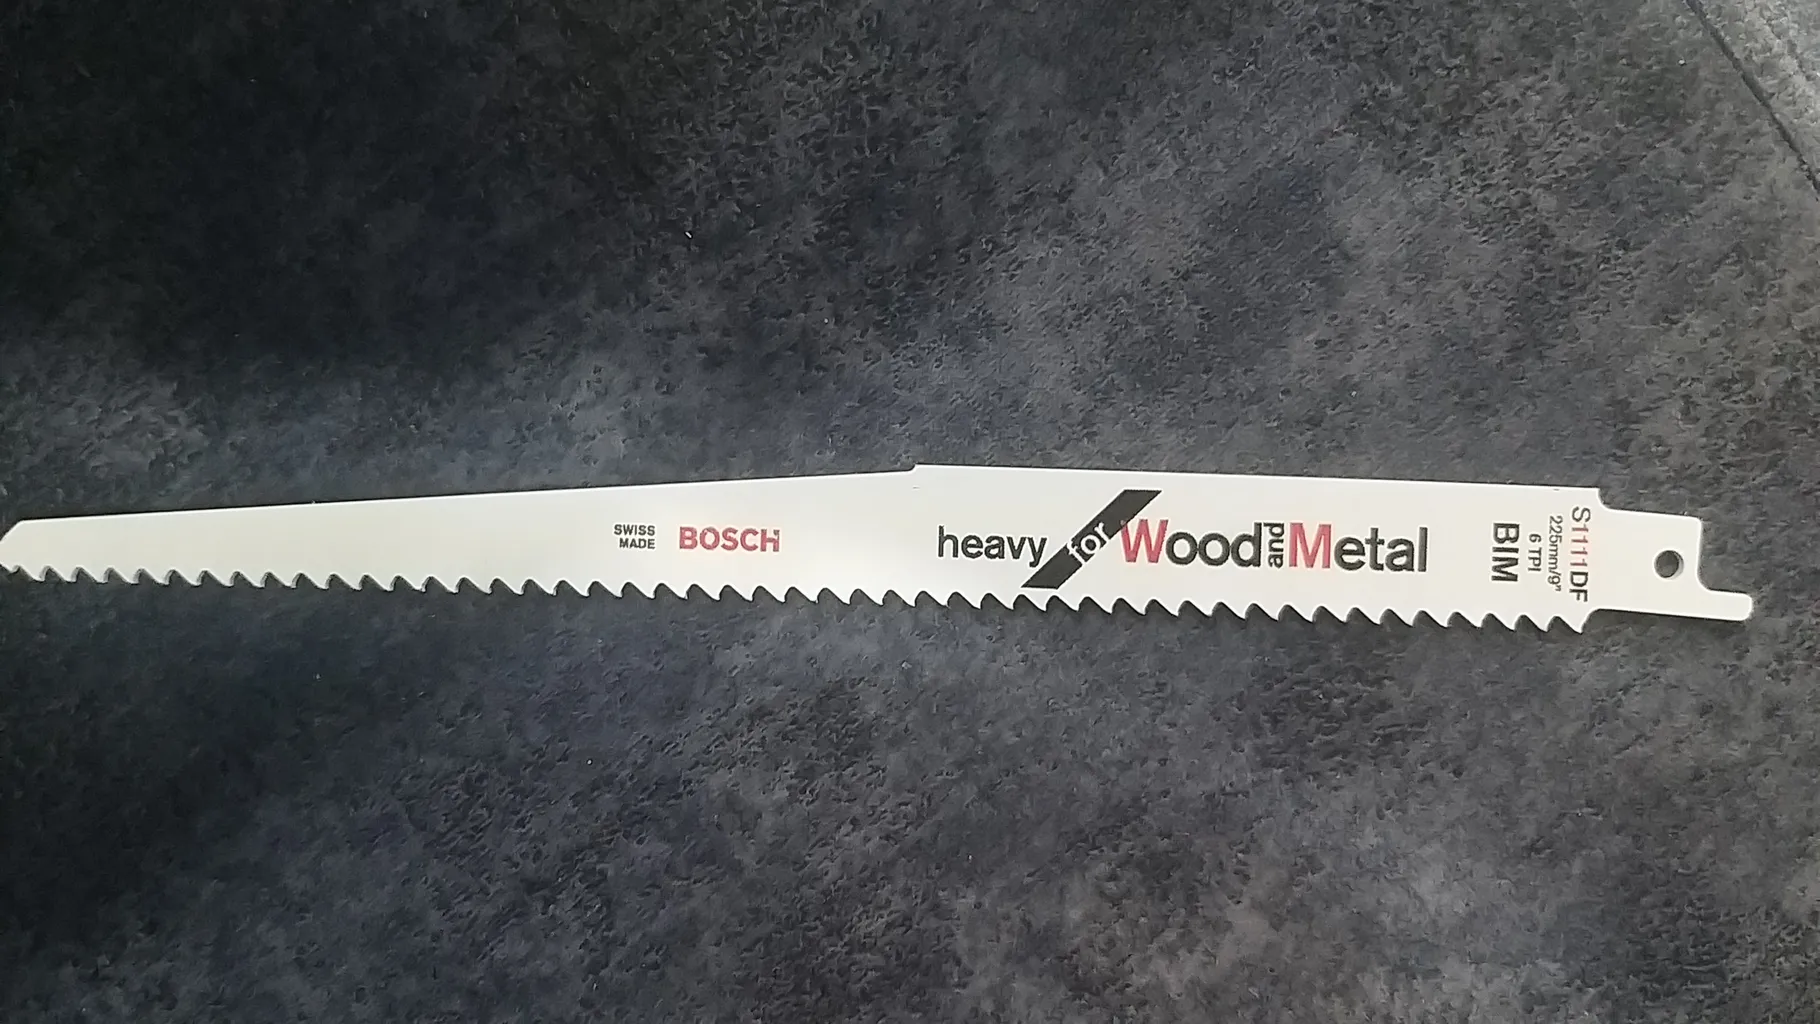 SWISS
MADE
BOSCH
heavy for Wood and Metal
BIM
6 TPI
225mm/9"
S1111DF